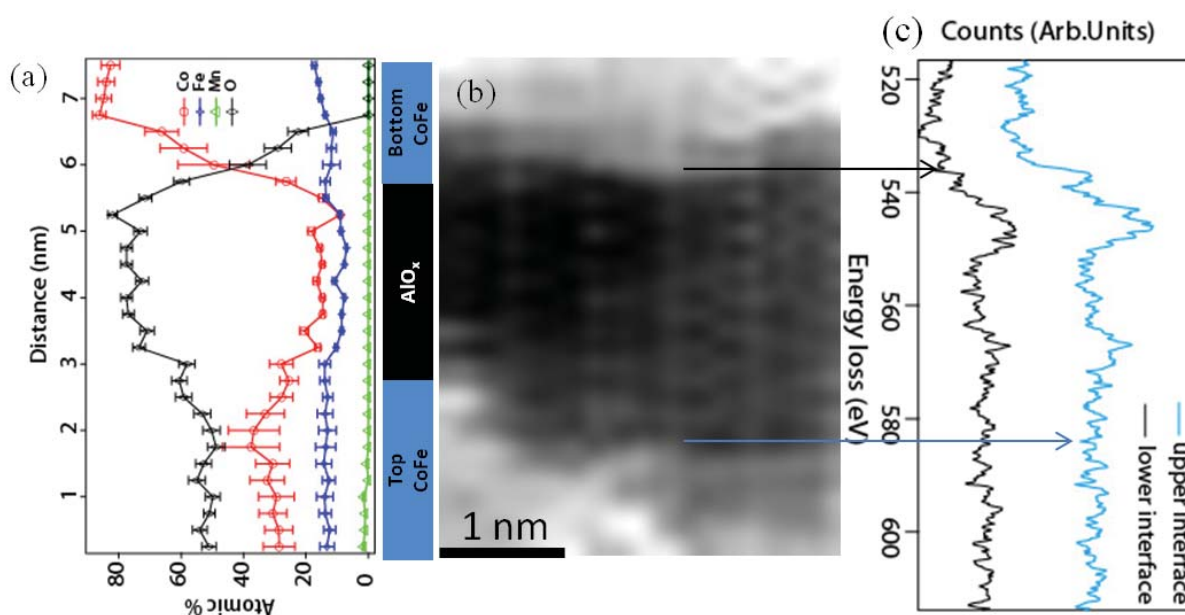 (a)
Distance (nm)
7
6
5
4
3
2
1
80
60
40
20
0
Atomic %
Co
Fe
Mn
O
Bottom
CoFe
AlOₓ
Top
CoFe
(b)
1 nm
(c)
Counts (Arb.Units)
520
540
560
580
600
Energy loss (eV)
upper interface
lower interface